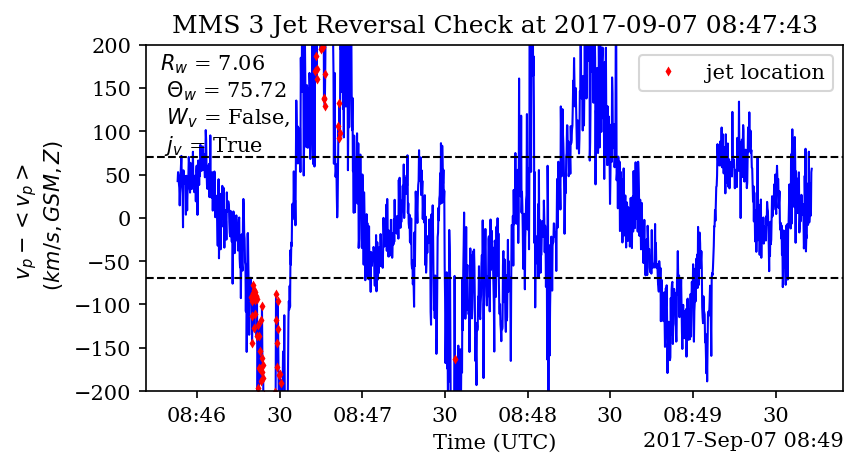 MMS 3 Jet Reversal Check at 2017-09-07 08:47:43
R_w = 7.06
Θ_w = 75.72
W_v = False,
j_v = True
jet location
v_p − < v_p >
(km/s, GSM, Z)
200
150
100
50
0
−50
−100
−150
−200
08:46 30 08:47 30 08:48 30 08:49 30
Time (UTC)
2017-Sep-07 08:49